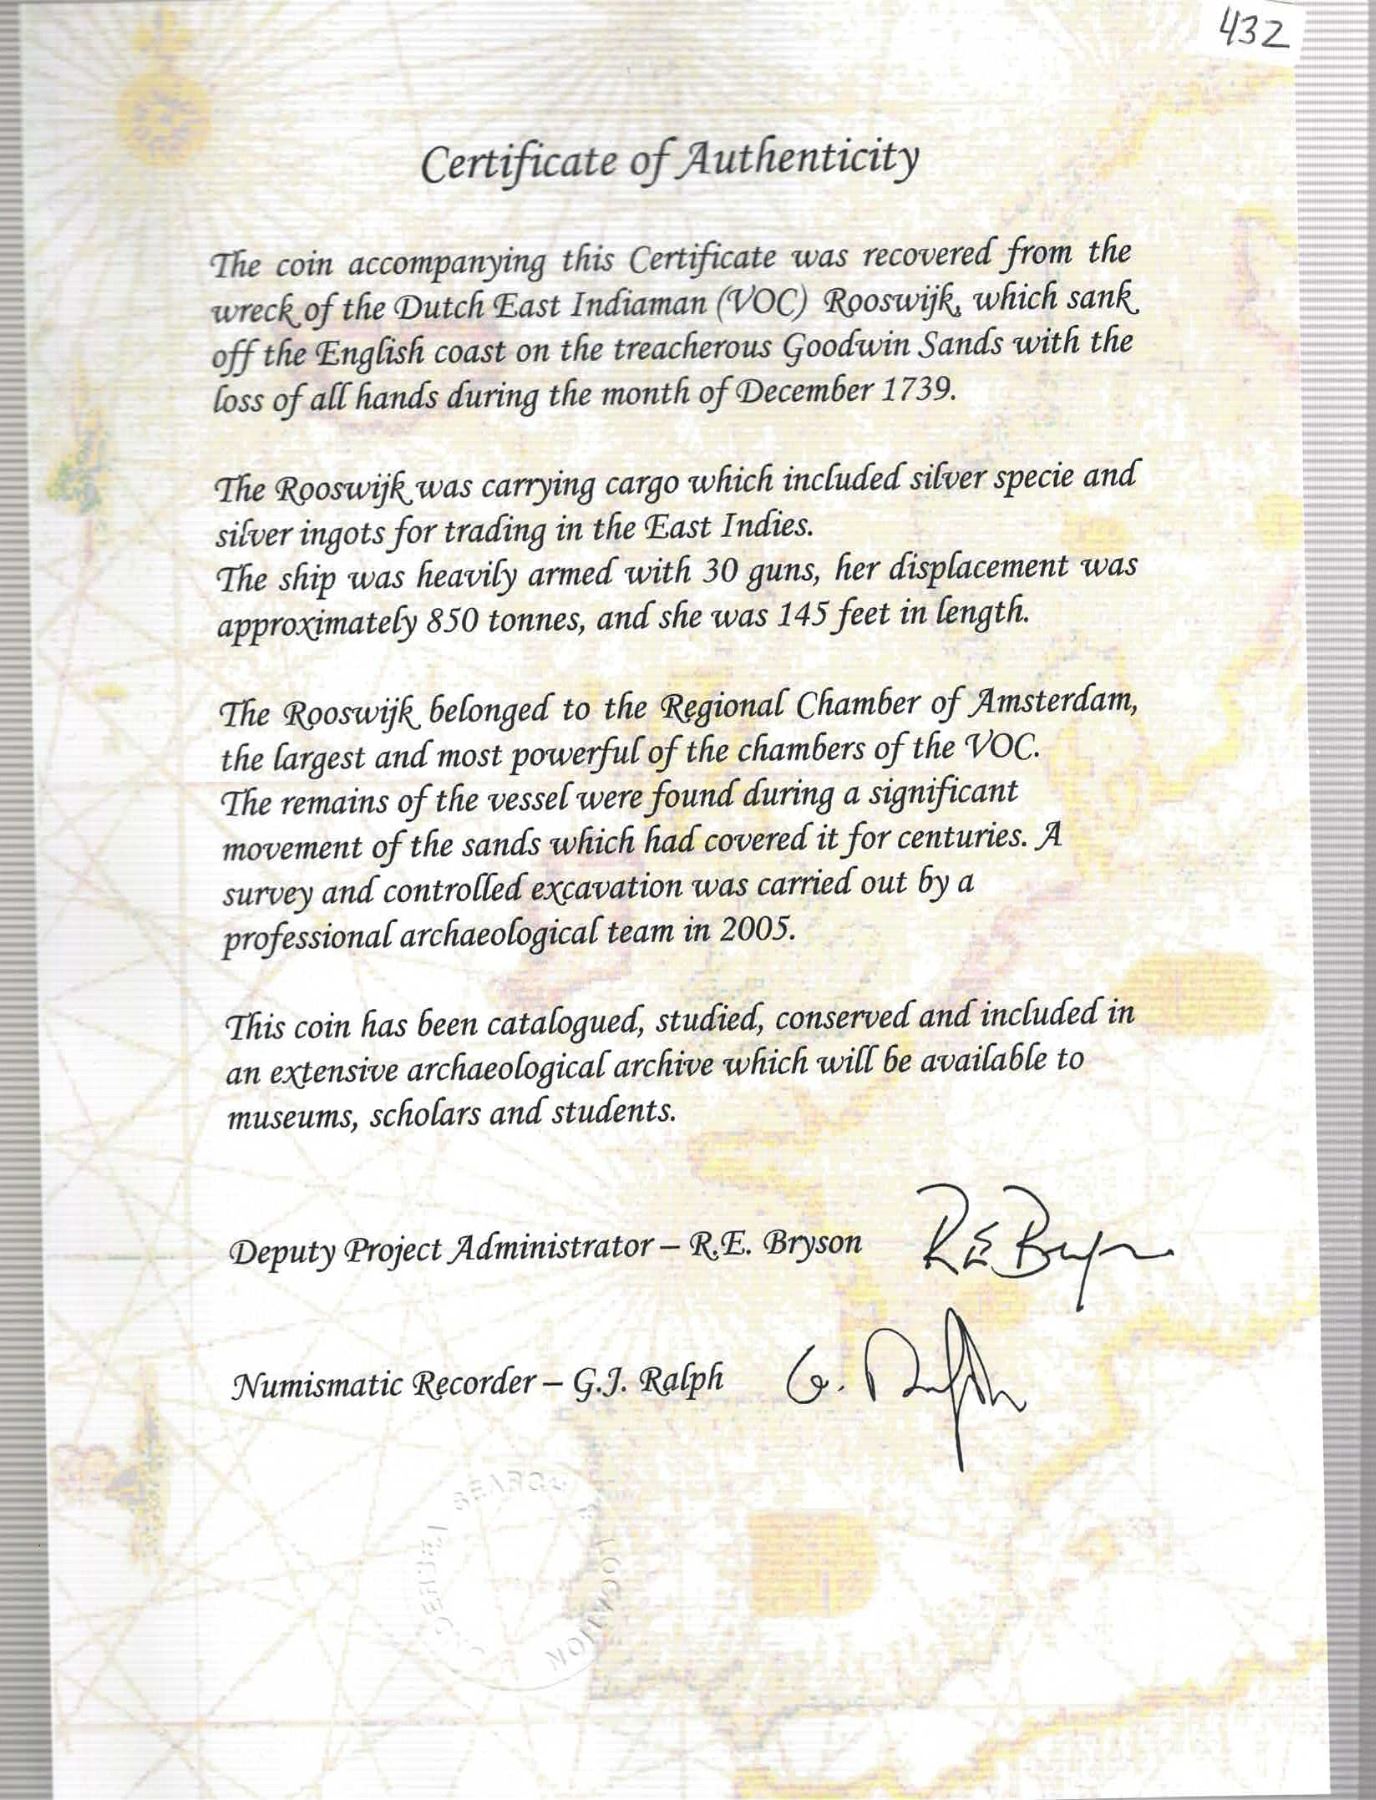 432
Certificate of Authenticity
The coin accompanying this Certificate was recovered from the
wreck of the Dutch East Indiaman (VOC) Rooswijk, which sank
off the English coast on the treacherous Goodwin Sands with the
loss of all hands during the month of December 1739.
The Rooswijk was carrying cargo which included silver specie and
silver ingots for trading in the East Indies.
The ship was heavily armed with 30 guns, her displacement was
approximately 850 tonnes, and she was 145 feet in length.
The Rooswijk belonged to the Regional Chamber of Amsterdam,
the largest and most powerful of the chambers of the VOC.
The remains of the vessel were found during a significant
movement of the sands which had covered it for centuries. A
survey and controlled excavation was carried out by a
professional archaeological team in 2005.
This coin has been catalogued, studied, conserved and included in
an extensive archaeological archive which will be available to
museums, scholars and students.
Deputy Project Administrator – R.E. Bryson R E Bryson
Numismatic Recorder – G.J. Ralph G. Ralph